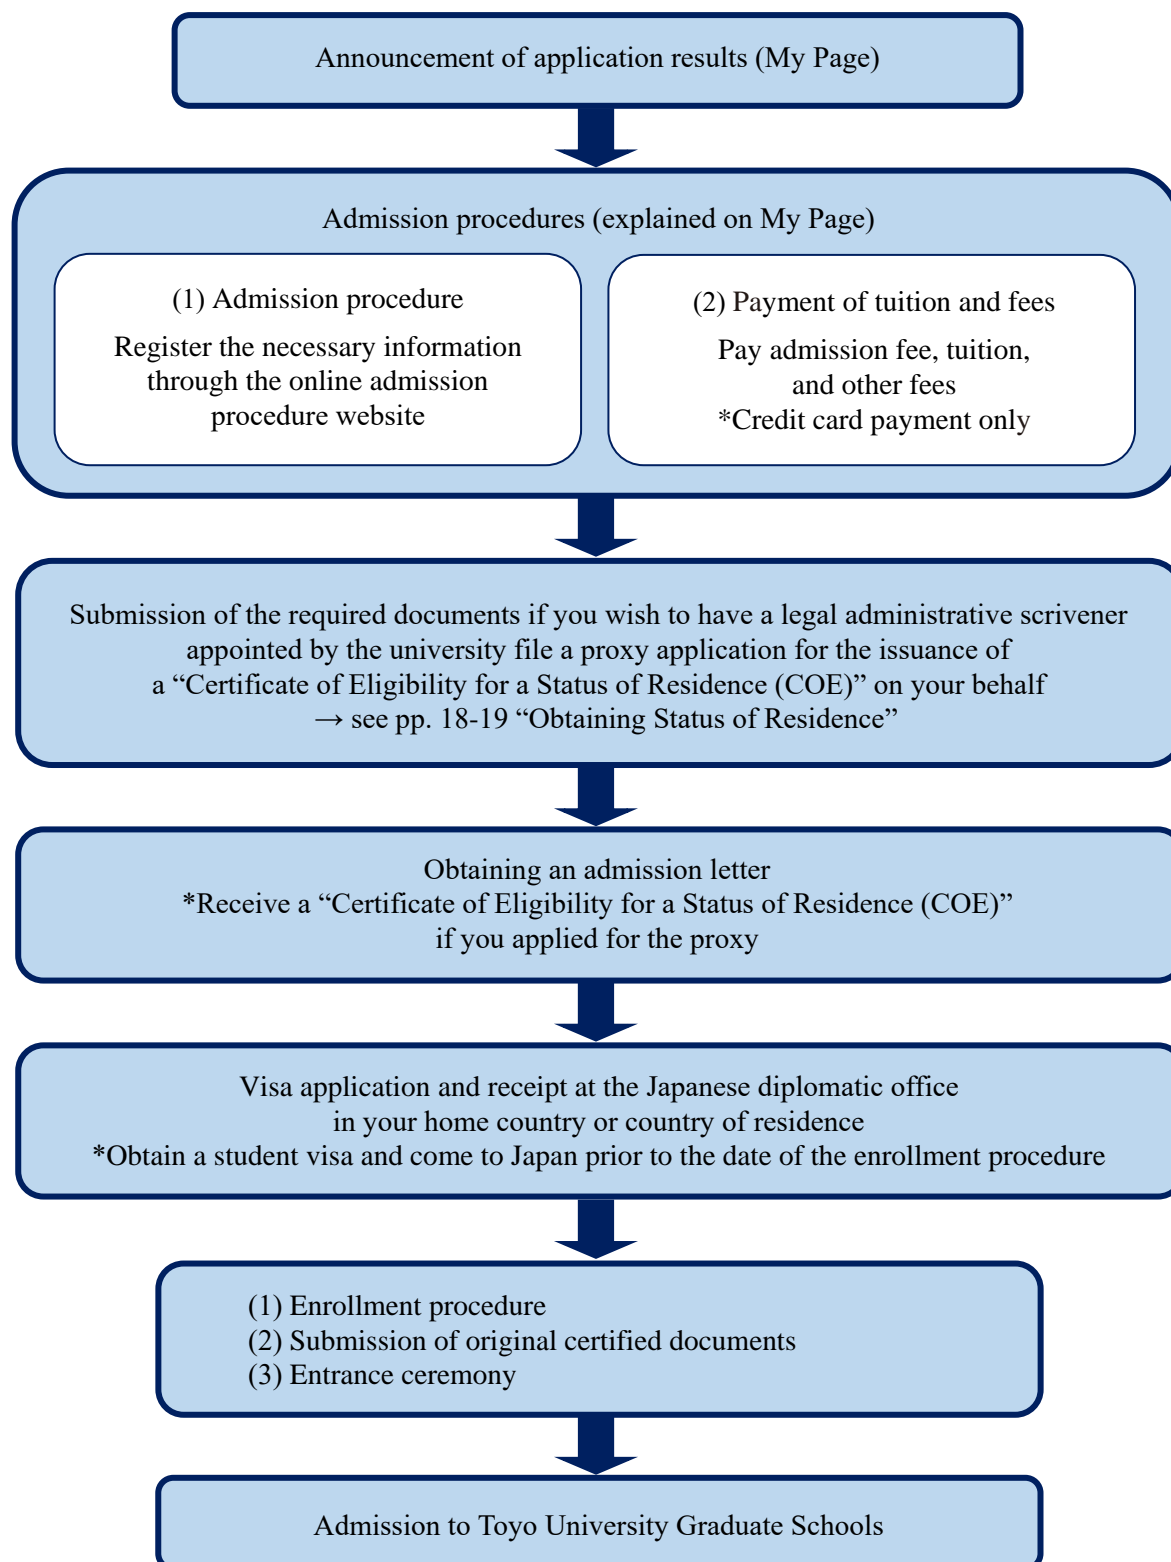 Announcement of application results (My Page)
Admission procedures (explained on My Page)
(1) Admission procedure
Register the necessary information
through the online admission
procedure website
(2) Payment of tuition and fees
Pay admission fee, tuition,
and other fees
*Credit card payment only
Submission of the required documents if you wish to have a legal administrative scrivener
appointed by the university file a proxy application for the issuance of
a “Certificate of Eligibility for a Status of Residence (COE)” on your behalf
→ see pp. 18-19 “Obtaining Status of Residence”
Obtaining an admission letter
*Receive a “Certificate of Eligibility for a Status of Residence (COE)”
if you applied for the proxy
Visa application and receipt at the Japanese diplomatic office
in your home country or country of residence
*Obtain a student visa and come to Japan prior to the date of the enrollment procedure
(1) Enrollment procedure
(2) Submission of original certified documents
(3) Entrance ceremony
Admission to Toyo University Graduate Schools